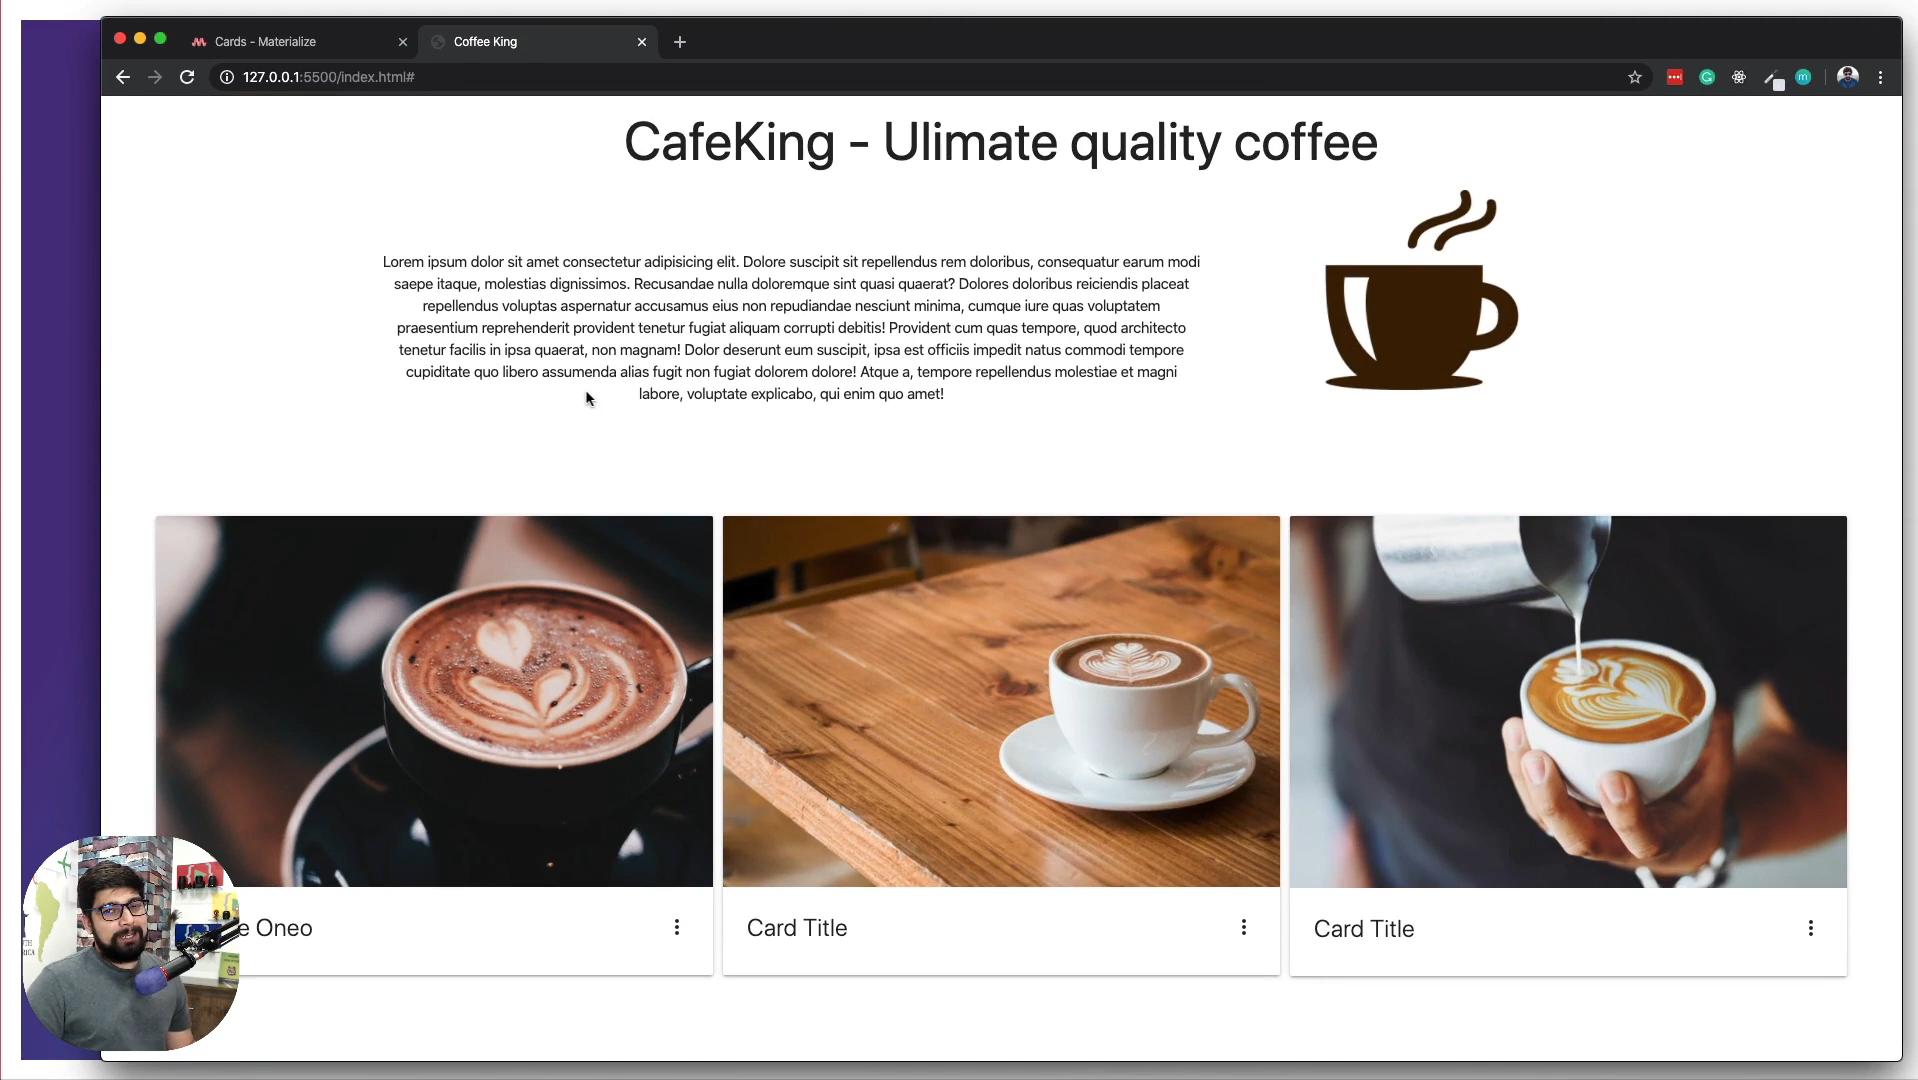 Cards - Materialize
Coffee King
127.0.0.1:5500/index.html#
CafeKing - Ulimate quality coffee
Lorem ipsum dolor sit amet consectetur adipisicing elit. Dolore suscipit sit repellendus rem doloribus, consequatur earum modi
saepe itaque, molestias dignissimos. Recusandae nulla doloremque sint quasi quaerat? Dolores doloribus reiciendis placeat
repellendus voluptas aspernatur accusamus eius non repudiandae nesciunt minima, cumque iure quas voluptatem
praesentium reprehenderit provident tenetur fugiat aliquam corrupti debitis! Provident cum quas tempore, quod architecto
tenetur facilis in ipsa quaerat, non magnam! Dolor deserunt eum suscipit, ipsa est officiis impedit natus commodi tempore
cupiditate quo libero assumenda alias fugit non fugiat dolorem dolore! Atque a, tempore repellendus molestiae et magni
labore, voluptate explicabo, qui enim quo amet!
e Oneo
Card Title
Card Title